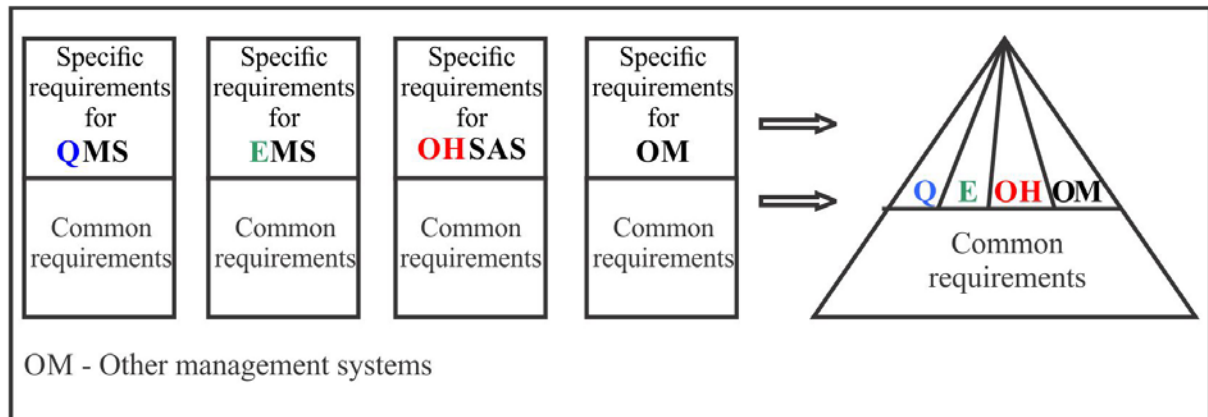 Specific
requirements
for
QMS
Common
requirements
Specific
requirements
for
EMS
Common
requirements
Specific
requirements
for
OHSAS
Common
requirements
Specific
requirements
for
OM
Common
requirements
Q E OH OM
Common
requirements
OM - Other management systems